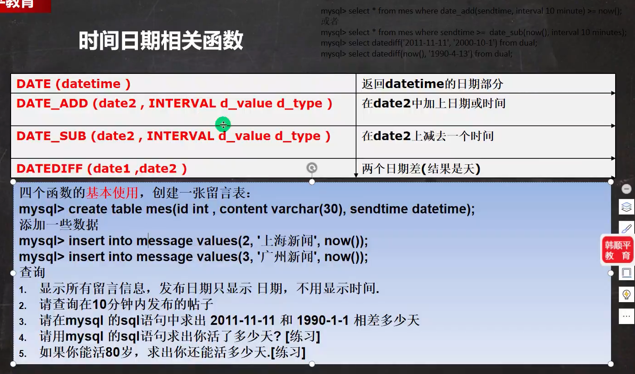 平教育
时间日期相关函数
mysql> select * from mes where date_add(sendtime, interval 10 minute) >= now();
或者
mysql> select * from mes where sendtime >= date_sub(now(), interval 10 minutes);
mysql> select datediff('2011-11-11', '2000-10-1') from dual;
mysql> select datediff(now(), '1990-4-13') from dual;
DATE (datetime ) 返回datetime的日期部分
DATE_ADD (date2 , INTERVAL d_value d_type ) 在date2中加上日期或时间
DATE_SUB (date2 , INTERVAL d_value d_type ) 在date2上减去一个时间
DATEDIFF (date1 ,date2 ) 两个日期差(结果是天)
四个函数的基本使用，创建一张留言表:
mysql> create table mes(id int , content varchar(30), sendtime datetime);
添加一些数据
mysql> insert into message values(2, '上海新闻', now());
mysql> insert into message values(3, '广州新闻', now());
查询
1. 显示所有留言信息，发布日期只显示 日期，不用显示时间.
2. 请查询在10分钟内发布的帖子
3. 请在mysql 的sql语句中求出 2011-11-11 和 1990-1-1 相差多少天
4. 请用mysql 的sql语句求出你活了多少天? [练习]
5. 如果你能活80岁，求出你还能活多少天.[练习]
韩顺平
教 育